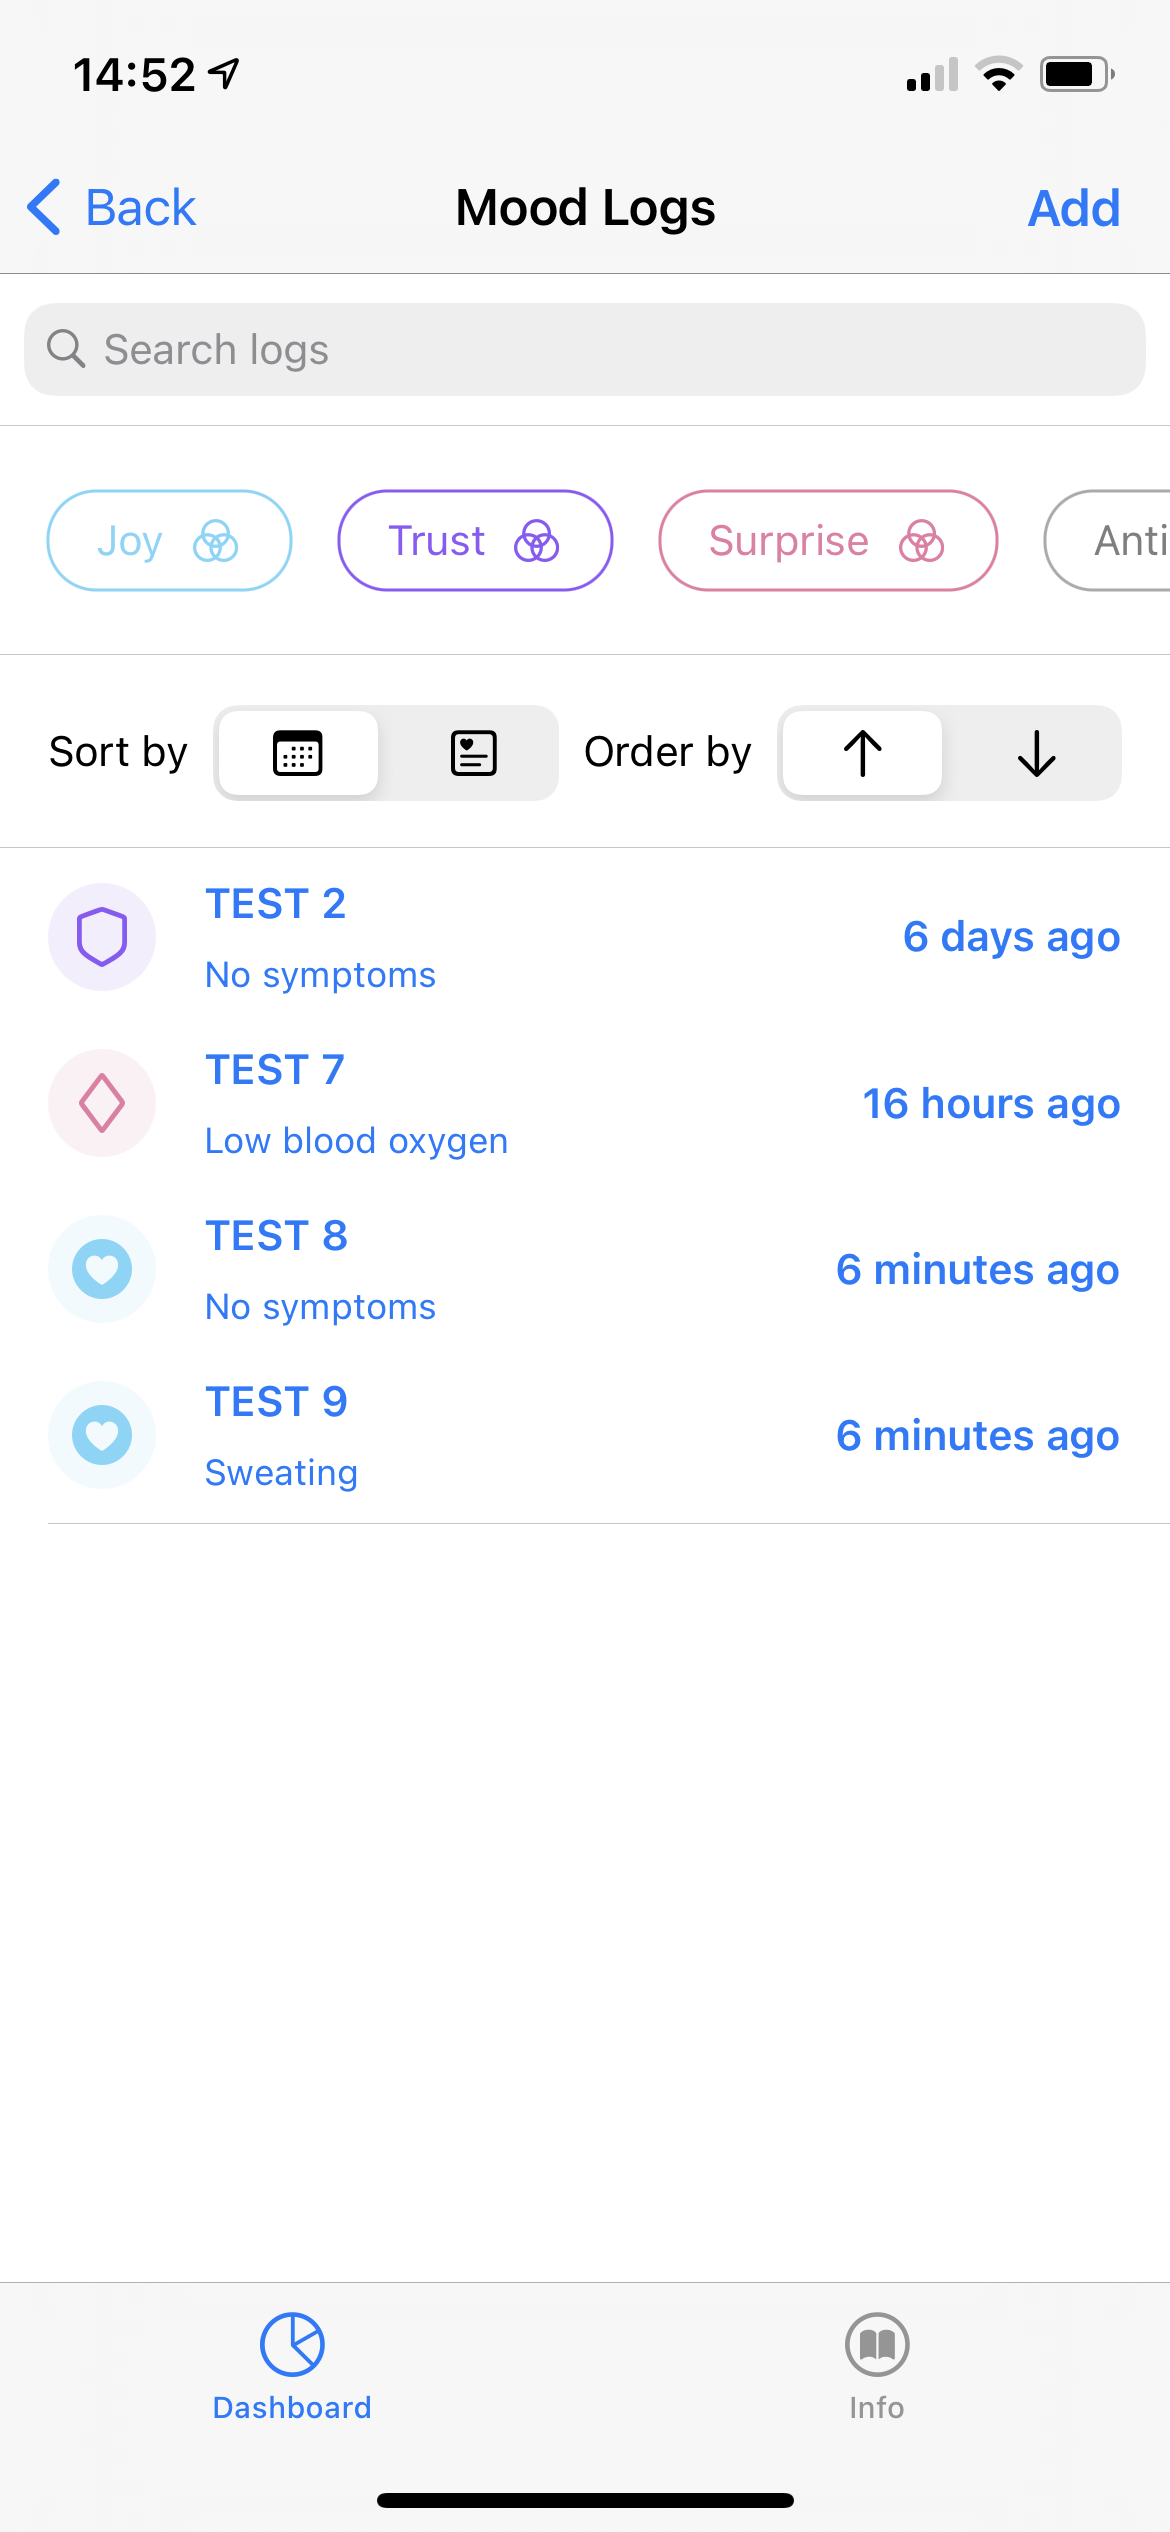 14:52
Back
Mood Logs
Add
Search logs
Joy
Trust
Surprise
Anti
Sort by
Order by
TEST 2
No symptoms
6 days ago
TEST 7
Low blood oxygen
16 hours ago
TEST 8
No symptoms
6 minutes ago
TEST 9
Sweating
6 minutes ago
Dashboard
Info